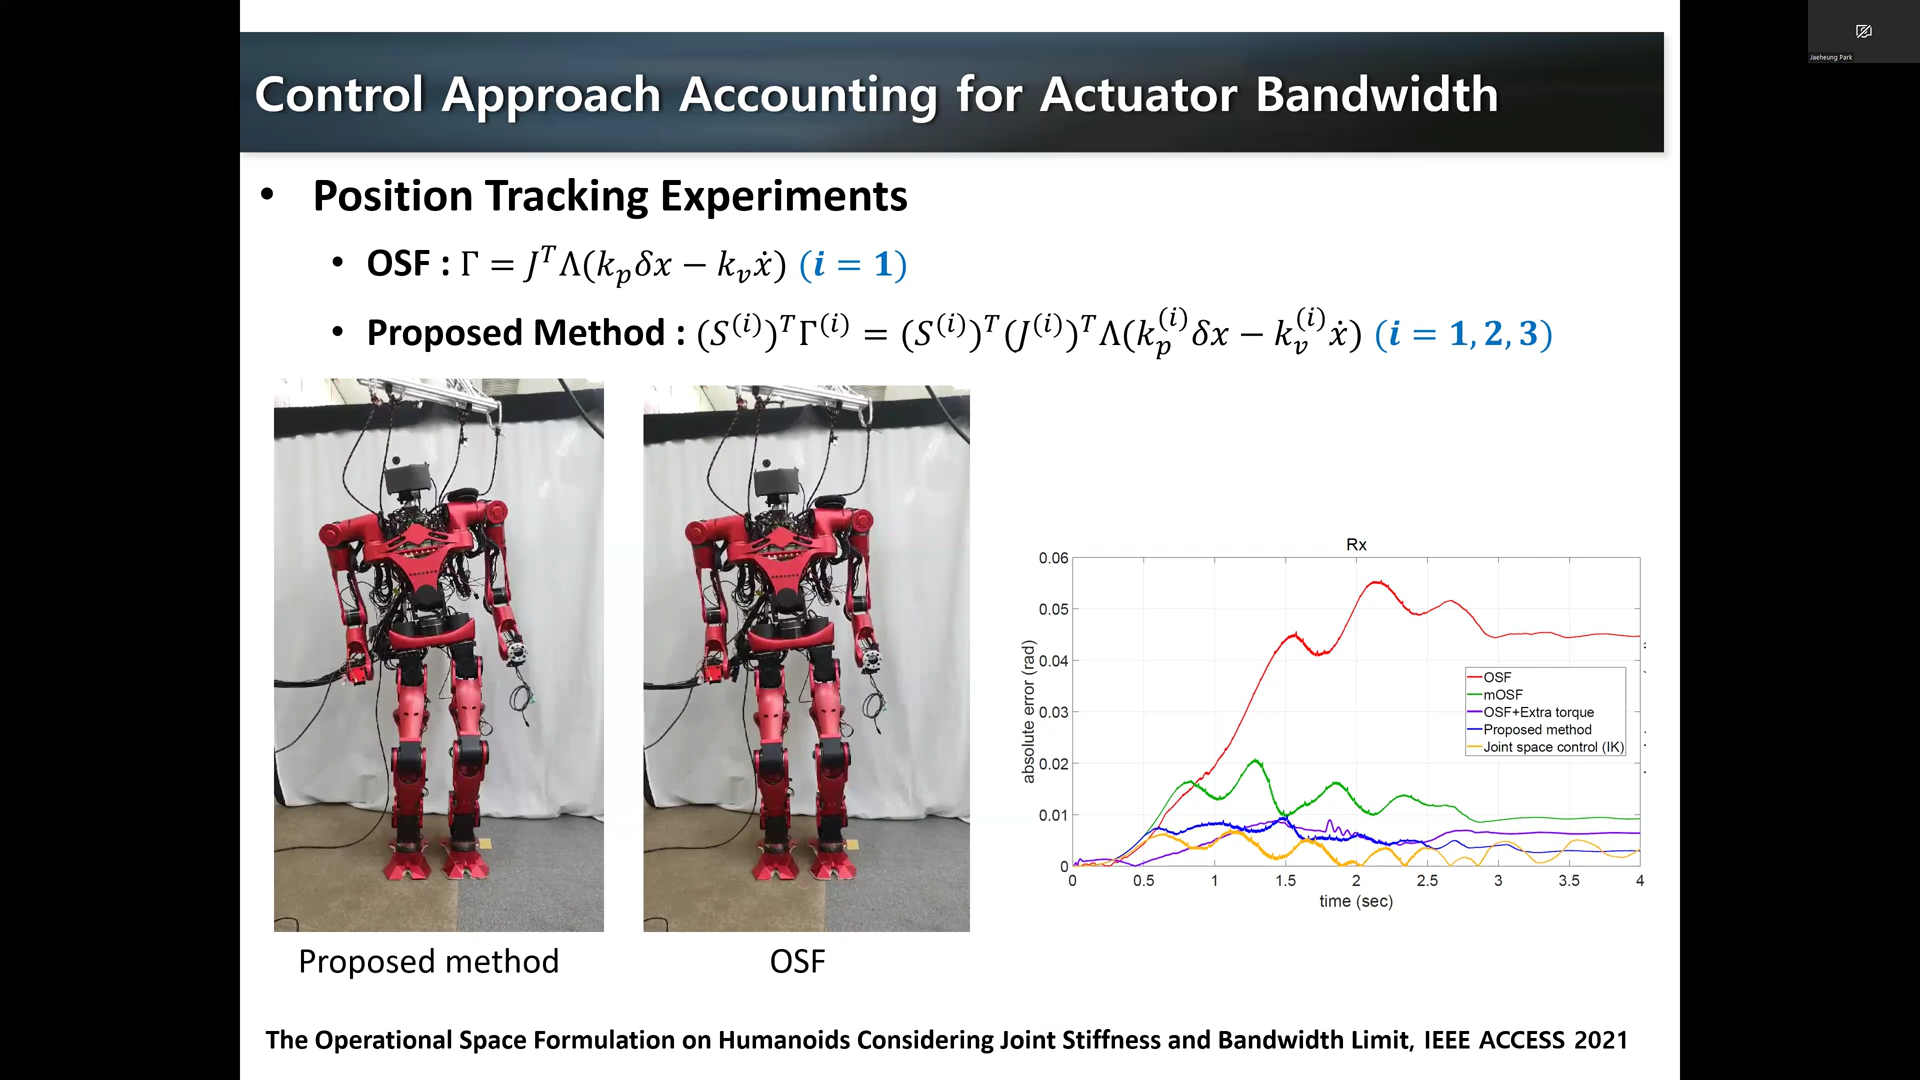 Control Approach Accounting for Actuator Bandwidth
Jaeheung Park
• Position Tracking Experiments
• OSF : Γ = J^T Λ(k_p δx − k_v ẋ) (i = 1)
• Proposed Method : (S^(i))^T Γ^(i) = (S^(i))^T (J^(i))^T Λ(k_p^(i) δx − k_v^(i) ẋ) (i = 1, 2, 3)
Rx
0.06
0.05
0.04
0.03
0.02
0.01
0
absolute error (rad)
OSF
mOSF
OSF+Extra torque
Proposed method
Joint space control (IK)
0 0.5 1 1.5 2 2.5 3 3.5 4
time (sec)
Proposed method
OSF
The Operational Space Formulation on Humanoids Considering Joint Stiffness and Bandwidth Limit, IEEE ACCESS 2021